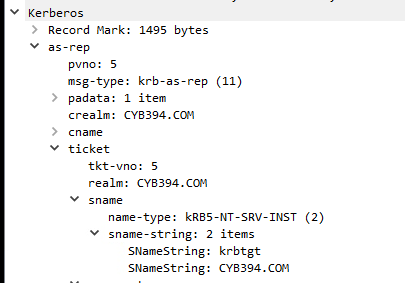 Kerberos
Record Mark: 1495 bytes
as-rep
pvno: 5
msg-type: krb-as-rep (11)
padata: 1 item
crealm: CYB394.COM
cname
ticket
tkt-vno: 5
realm: CYB394.COM
sname
name-type: kRB5-NT-SRV-INST (2)
sname-string: 2 items
SNameString: krbtgt
SNameString: CYB394.COM